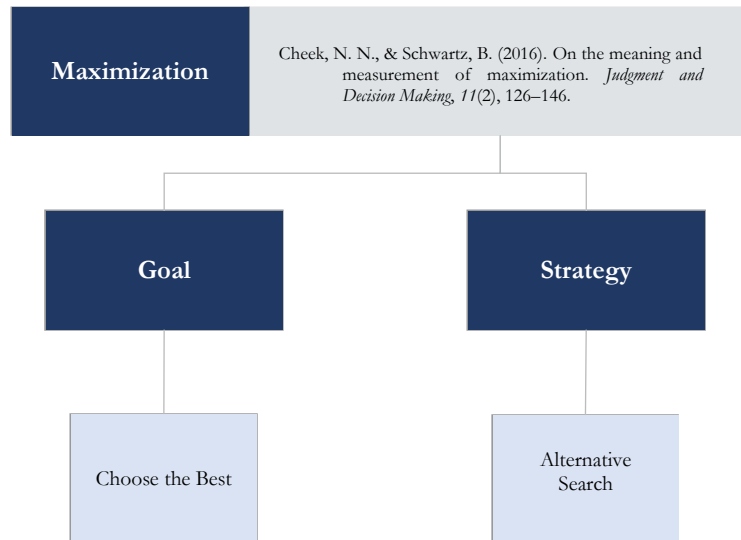 Maximization
Cheek, N. N., & Schwartz, B. (2016). On the meaning and
measurement of maximization. Judgment and
Decision Making, 11(2), 126–146.
Goal
Strategy
Choose the Best
Alternative
Search